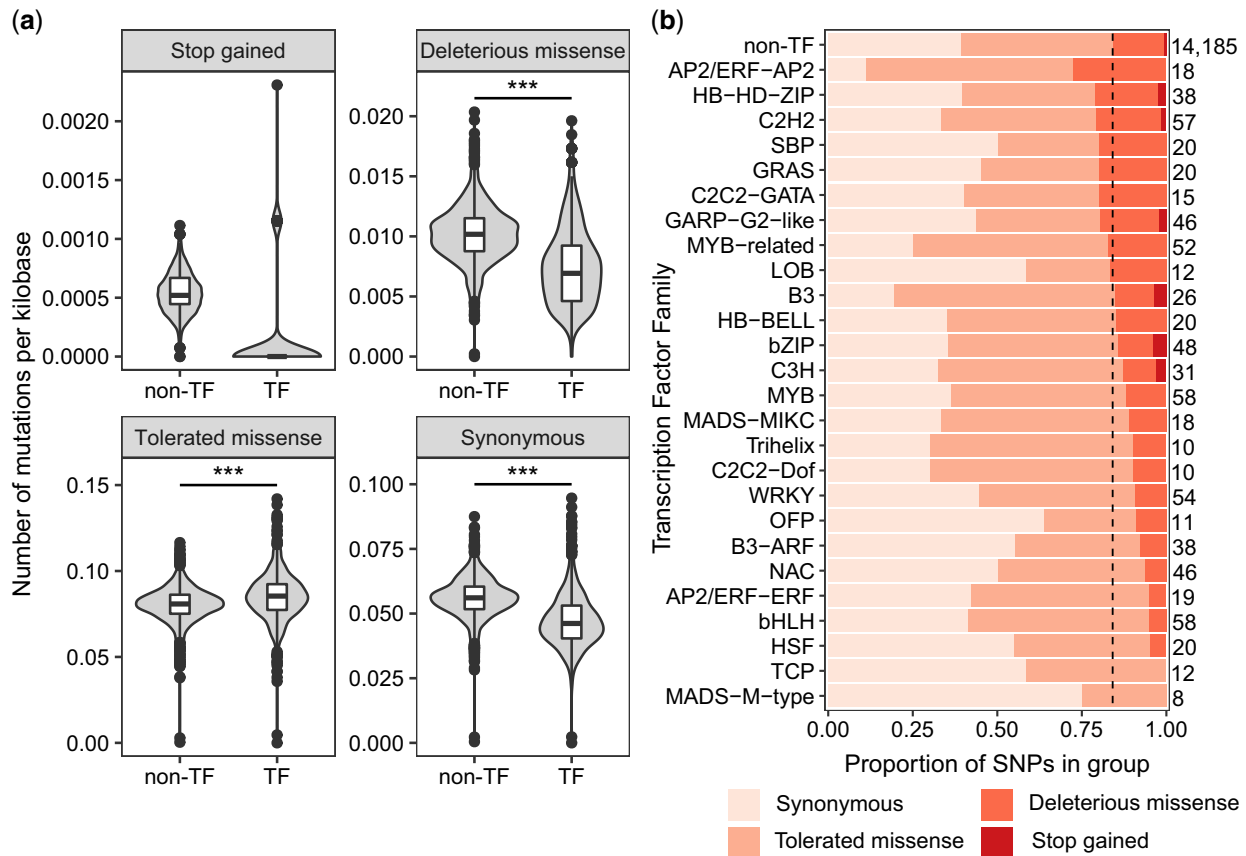 (a)
Number of mutations per kilobase
Stop gained
0.0020
0.0015
0.0010
0.0005
0.0000
non-TF
TF
Deleterious missense
***
0.020
0.015
0.010
0.005
0.000
non-TF
TF
Tolerated missense
***
0.15
0.10
0.05
0.00
non-TF
TF
Synonymous
***
0.100
0.075
0.050
0.025
0.000
non-TF
TF
(b)
Transcription Factor Family
non-TF 14,185
AP2/ERF-AP2 18
HB-HD-ZIP 38
C2H2 57
SBP 20
GRAS 20
C2C2-GATA 15
GARP-G2-like 46
MYB-related 52
LOB 12
B3 26
HB-BELL 20
bZIP 48
C3H 31
MYB 58
MADS-MIKC 18
Trihelix 10
C2C2-Dof 10
WRKY 54
OFP 11
B3-ARF 38
NAC 46
AP2/ERF-ERF 19
bHLH 58
HSF 20
TCP 12
MADS-M-type 8
0.00 0.25 0.50 0.75 1.00
Proportion of SNPs in group
Synonymous
Tolerated missense
Deleterious missense
Stop gained